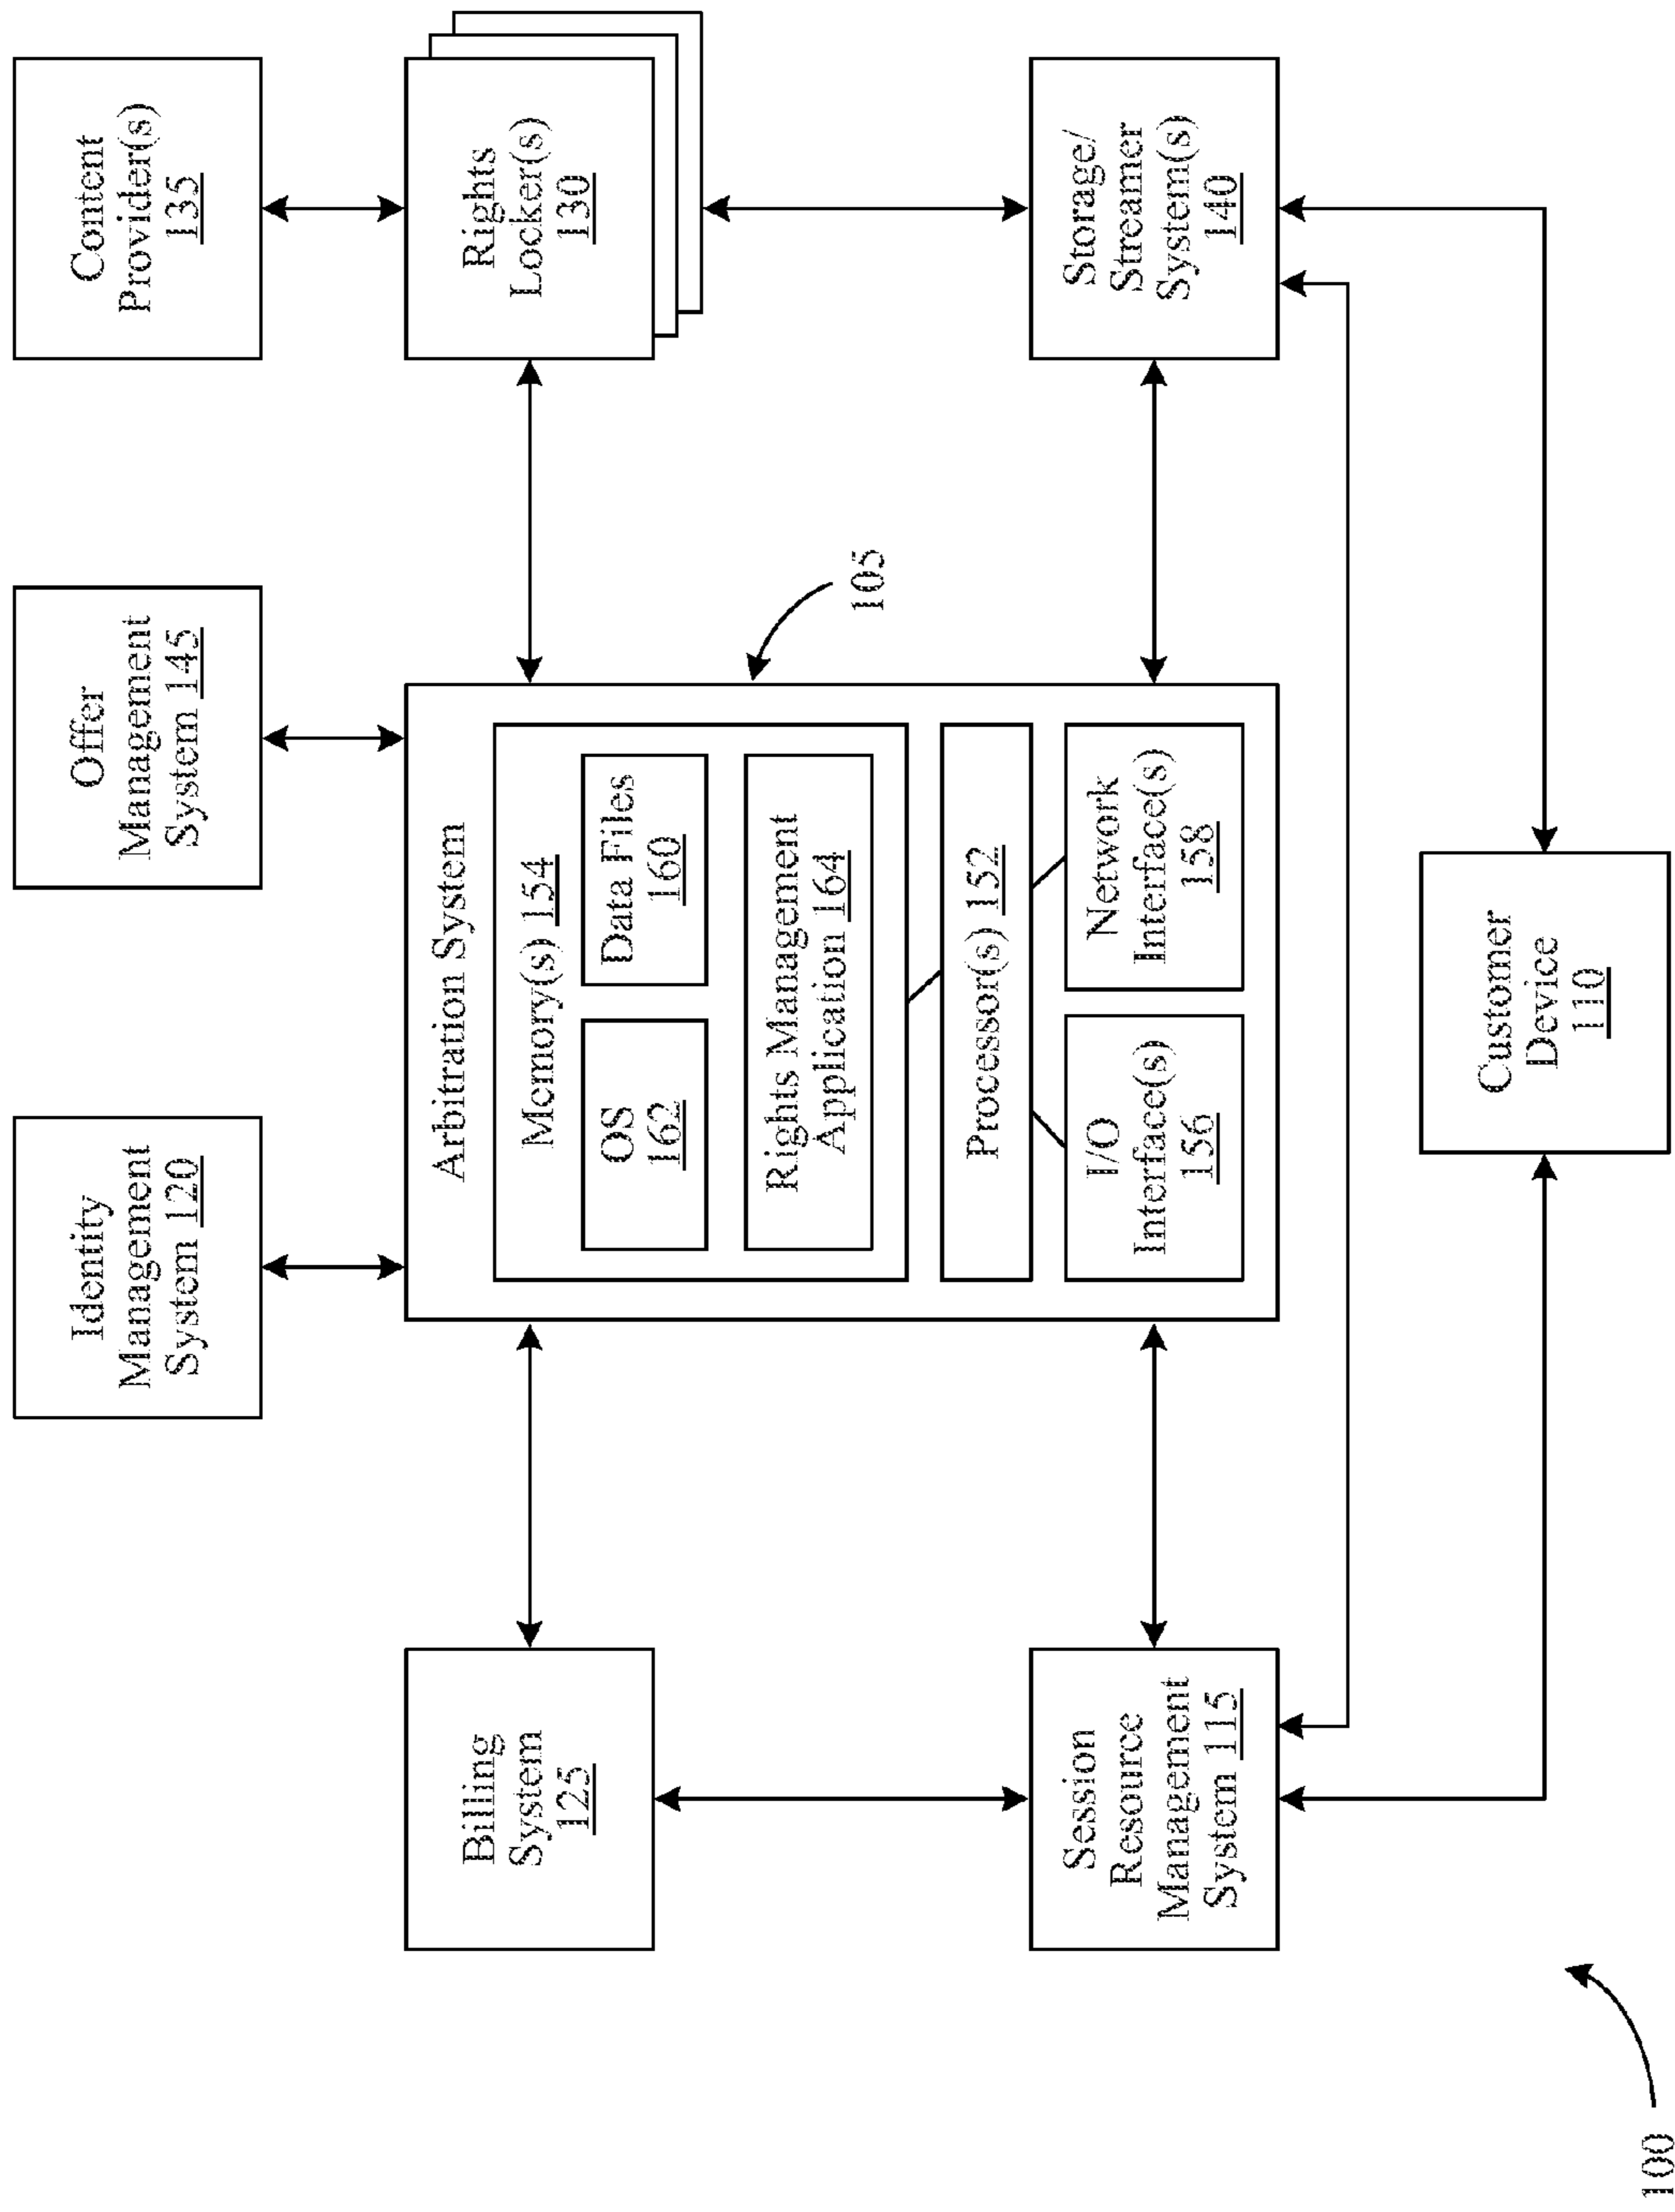 Identity
Management
System 120
Offer
Management
System 145
Content
Provider(s)
135
Billing
System
125
Arbitration System
Memory(s) 154
OS
162
Data Files
160
Rights Management
Application 164
Processor(s) 152
I/O
Interface(s)
156
Network
Interface(s)
158
105
Rights
Locker(s)
130
Session
Resource
Management
System 115
Storage/
Streamer
System(s)
140
Customer
Device
110
100